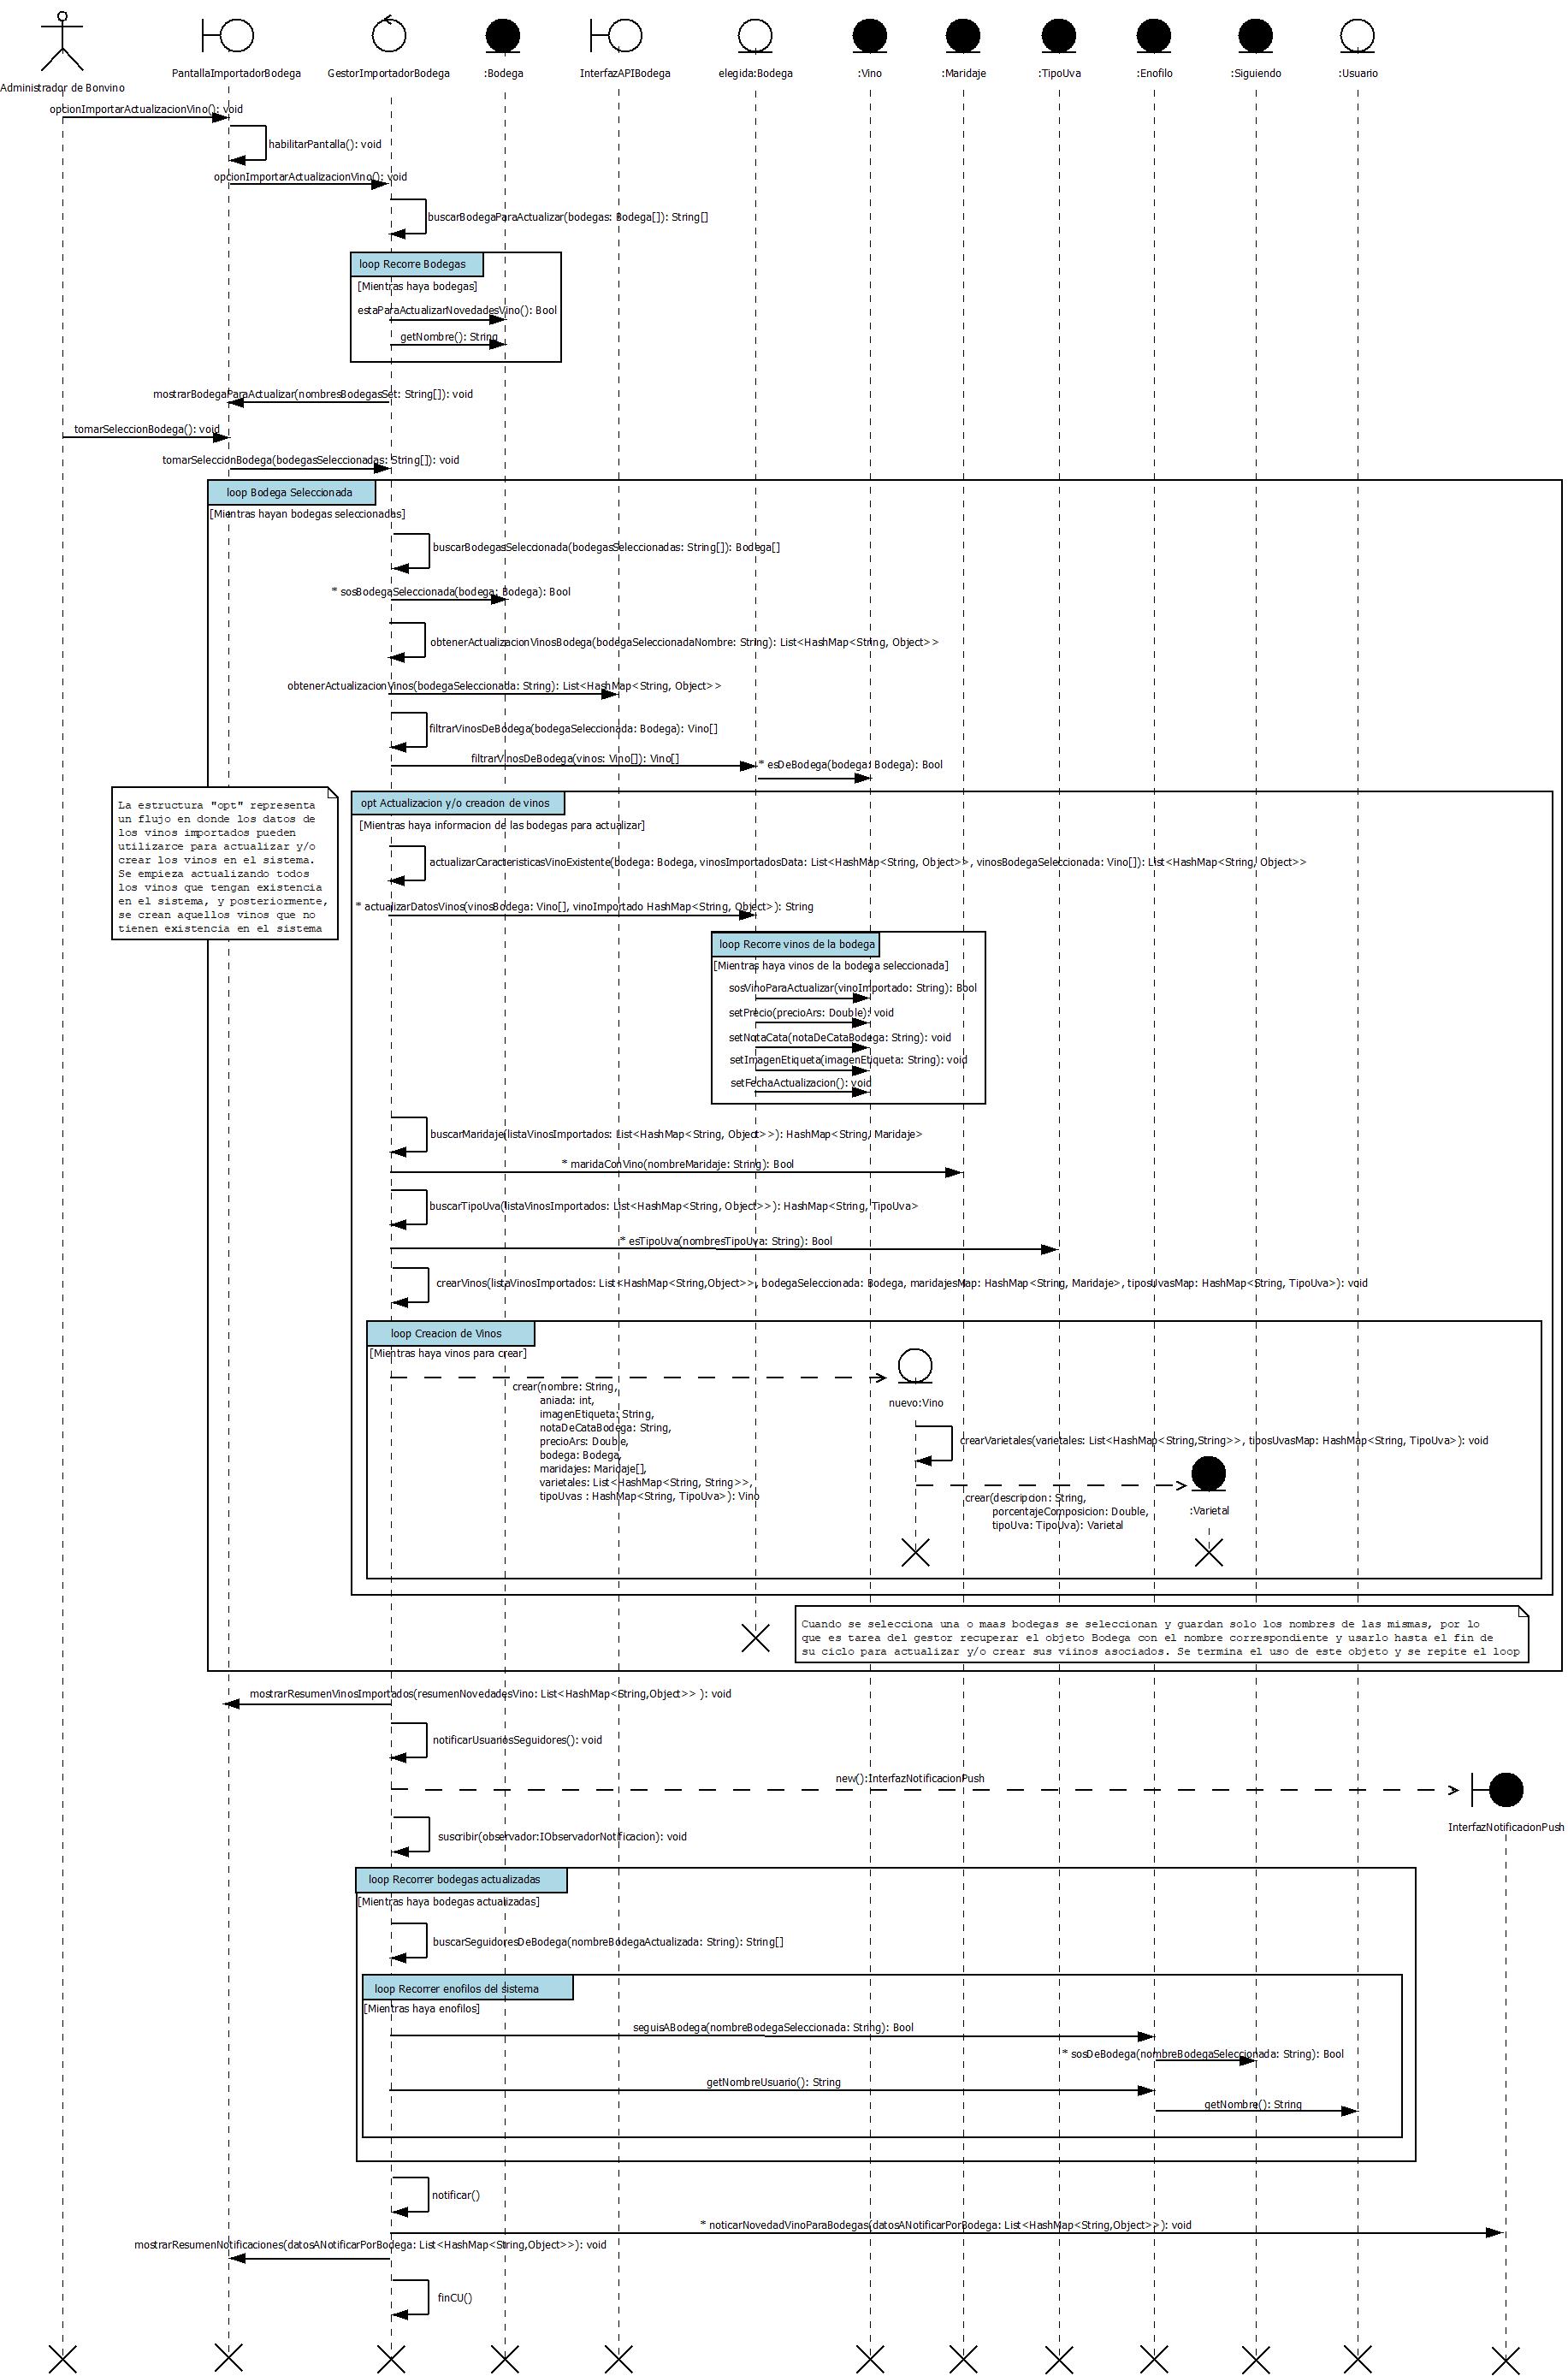 Administrador de Bonvino
PantallaImportadorBodega
GestorImportadorBodega
:Bodega
InterfazAPIBodega
elegida:Bodega
:Vino
:Maridaje
:TipoUva
:Enofilo
:Siguiendo
:Usuario
opcionImportarActualizacionVino(): void
habilitarPantalla(): void
opcionImportarActualizacionVino(): void
buscarBodegaParaActualizar(bodegas: Bodega[]): String[]
loop Recorre Bodegas
[Mientras haya bodegas]
estaParaActualizarNovedadesVino(): Bool
getNombre(): String
mostrarBodegaParaActualizar(nombresBodegasSet: String[]): void
tomarSeleccionBodega(): void
tomarSeleccionBodega(bodegasSeleccionadas: String[]): void
loop Bodega Seleccionada
[Mientras hayan bodegas seleccionadas]
buscarBodegasSeleccionada(bodegasSeleccionadas: String[]): Bodega[]
* sosBodegaSeleccionada(bodega: Bodega): Bool
obtenerActualizacionVinosBodega(bodegaSeleccionadaNombre: String): List<HashMap<String, Object>>
obtenerActualizacionVinos(bodegaSeleccionada: String): List<HashMap<String, Object>>
filtrarVinosDeBodega(bodegaSeleccionada: Bodega): Vino[]
filtrarVinosDeBodega(vinos: Vino[]): Vino[]
* esDeBodega(bodega: Bodega): Bool
La estructura "opt" representa
un flujo en donde los datos de
los vinos importados pueden
utilizarce para actualizar y/o
crear los vinos en el sistema.
Se empieza actualizando todos
los vinos que tengan existencia
en el sistema, y posteriormente,
se crean aquellos vinos que no
tienen existencia en el sistema
opt Actualizacion y/o creacion de vinos
[Mientras haya informacion de las bodegas para actualizar]
actualizarCaracteristicasVinoExistente(bodega: Bodega, vinosImportadosData: List<HashMap<String, Object>>, vinosBodegaSeleccionada: Vino[]): List<HashMap<String, Object>>
* actualizarDatosVinos(vinosBodega: Vino[], vinoImportado HashMap<String, Object>): String
loop Recorre vinos de la bodega
[Mientras haya vinos de la bodega seleccionada]
sosVinoParaActualizar(vinoImportado: String): Bool
setPrecio(precioArs: Double): void
setNotaCata(notaDeCataBodega: String): void
setImagenEtiqueta(imagenEtiqueta: String): void
setFechaActualizacion(): void
buscarMaridaje(listaVinosImportados: List<HashMap<String, Object>>): HashMap<String, Maridaje>
* maridaConVino(nombreMaridaje: String): Bool
buscarTipoUva(listaVinosImportados: List<HashMap<String, Object>>): HashMap<String, TipoUva>
* esTipoUva(nombresTipoUva: String): Bool
crearVinos(listaVinosImportados: List<HashMap<String,Object>>, bodegaSeleccionada: Bodega, maridajesMap: HashMap<String, Maridaje>, tiposUvasMap: HashMap<String, TipoUva>): void
loop Creacion de Vinos
[Mientras haya vinos para crear]
crear(nombre: String,
aniada: int,
imagenEtiqueta: String,
notaDeCataBodega: String,
precioArs: Double,
bodega: Bodega,
maridajes: Maridaje[],
varietales: List<HashMap<String, String>>,
tipoUvas : HashMap<String, TipoUva>): Vino
nuevo:Vino
crearVarietales(varietales: List<HashMap<String,String>>, tiposUvasMap: HashMap<String, TipoUva>): void
crear(descripcion: String,
porcentajeComposicion: Double,
tipoUva: TipoUva): Varietal
:Varietal
Cuando se selecciona una o maas bodegas se seleccionan y guardan solo los nombres de las mismas, por lo
que es tarea del gestor recuperar el objeto Bodega con el nombre correspondiente y usarlo hasta el fin de
su ciclo para actualizar y/o crear sus viinos asociados. Se termina el uso de este objeto y se repite el loop
mostrarResumenVinosImportados(resumenNovedadesVino: List<HashMap<String,Object>> ): void
notificarUsuariosSeguidores(): void
new():InterfazNotificacionPush
InterfazNotificacionPush
suscribir(observador:IObservadorNotificacion): void
loop Recorrer bodegas actualizadas
[Mientras haya bodegas actualizadas]
buscarSeguidoresDeBodega(nombreBodegaActualizada: String): String[]
loop Recorrer enofilos del sistema
[Mientras haya enofilos]
seguisABodega(nombreBodegaSeleccionada: String): Bool
* sosDeBodega(nombreBodegaSeleccionada: String): Bool
getNombreUsuario(): String
getNombre(): String
notificar()
* noticarNovedadVinoParaBodegas(datosANotificarPorBodega: List<HashMap<String,Object>>): void
mostrarResumenNotificaciones(datosANotificarPorBodega: List<HashMap<String,Object>>): void
finCU()